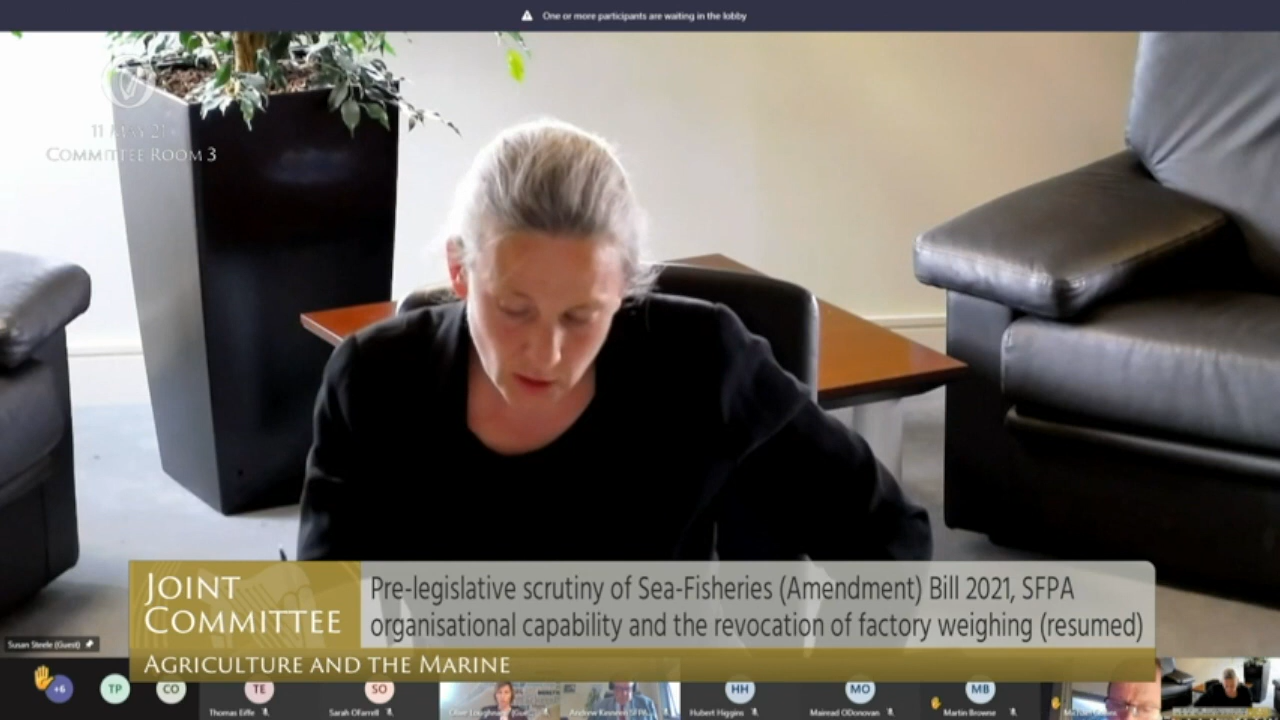 One or more participants are waiting in the lobby
11 May 21
Committee Room 3
Joint
Committee
Pre-legislative scrutiny of Sea-Fisheries (Amendment) Bill 2021, SFPA
organisational capability and the revocation of factory weighing (resumed)
Agriculture and the Marine
Susan Steele (Guest)
+6
TP
CO
TE
SO
HH
MO
MB
Thomas Eiffe
Sarah OFarrell
Hubert Higgins
Mairead ODonovan
Martin Browne